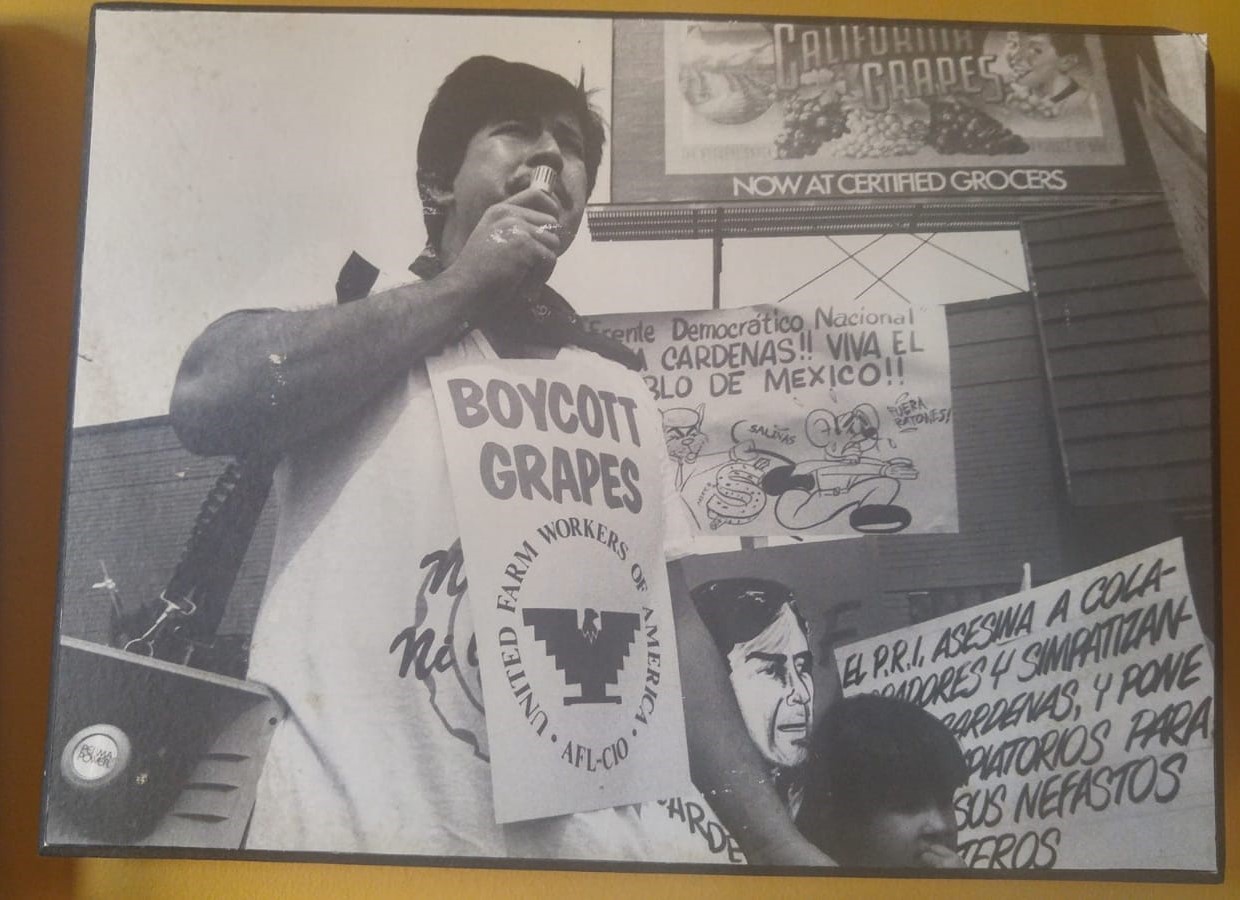 CALIFORNIA
GRAPES
NOW AT CERTIFIED GROCERS
Frente Democrático Nacional"
CARDENAS!! VIVA EL
BLO DE MEXICO!!
SALINAS
FUERA
RATONES!
BOYCOTT
GRAPES
UNITED FARM WORKERS OF AMERICA
AFL-CIO
EL P.R.I. ASESINA A COLA-
RADORES Y SIMPATIZAN-
CARDENAS, Y PONE
PIATORIOS PARA
SUS NEFASTOS
TEROS
CARDE